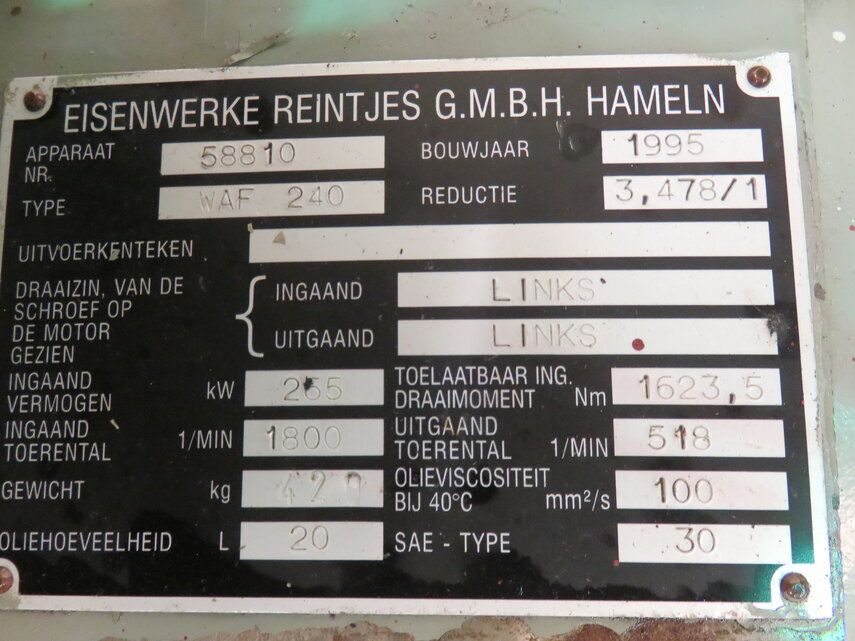 EISENWERKE REINTJES G.M.B.H. HAMELN
APPARAAT NR. 58810 BOUWJAAR 1995
TYPE WAF 240 REDUCTIE 3,478/1
UITVOERKENTEKEN
DRAAIZIN, VAN DE
SCHROEF OP
DE MOTOR
GEZIEN
INGAAND LINKS
UITGAAND LINKS
INGAAND
VERMOGEN kW 265
TOELAATBAAR ING.
DRAAIMOMENT Nm 1623,5
INGAAND
TOERENTAL 1/MIN 1800
UITGAAND
TOERENTAL 1/MIN 518
GEWICHT kg 420
OLIEVISCOSITEIT
BIJ 40°C mm²/s 100
OLIEHOEVEELHEID L 20
SAE - TYPE 30